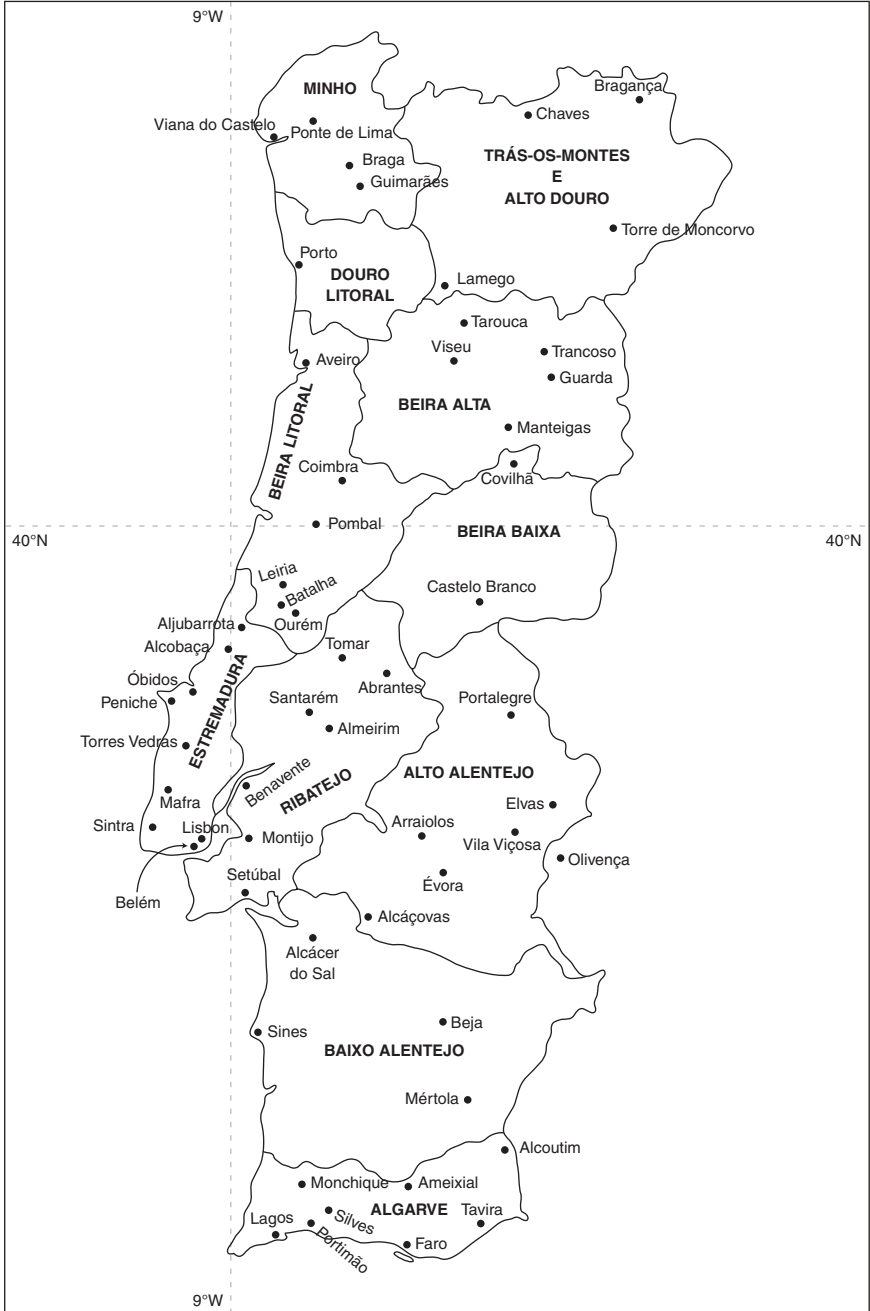 9°W
MINHO
Bragança
Chaves
Viana do Castelo
Ponte de Lima
TRÁS-OS-MONTES
E
ALTO DOURO
Braga
Guimarães
Torre de Moncorvo
Porto
DOURO
LITORAL
Lamego
Tarouca
Viseu
Trancoso
Aveiro
Guarda
BEIRA ALTA
BEIRA LITORAL
Manteigas
Coimbra
Covilhã
Pombal
BEIRA BAIXA
40°N
40°N
Leiria
Batalha
Castelo Branco
Aljubarrota
Ourém
Alcobaça
Tomar
Óbidos
Abrantes
Peniche
ESTREMADURA
Santarém
Portalegre
Almeirim
Torres Vedras
Benavente
RIBATEJO
ALTO ALENTEJO
Mafra
Elvas
Sintra
Lisbon
Montijo
Arraiolos
Vila Viçosa
Olivença
Setúbal
Évora
Belém
Alcáçovas
Alcácer
do Sal
Sines
Beja
BAIXO ALENTEJO
Mértola
Alcoutim
Monchique
Ameixial
ALGARVE
Silves
Tavira
Lagos
Portimão
Faro
9°W